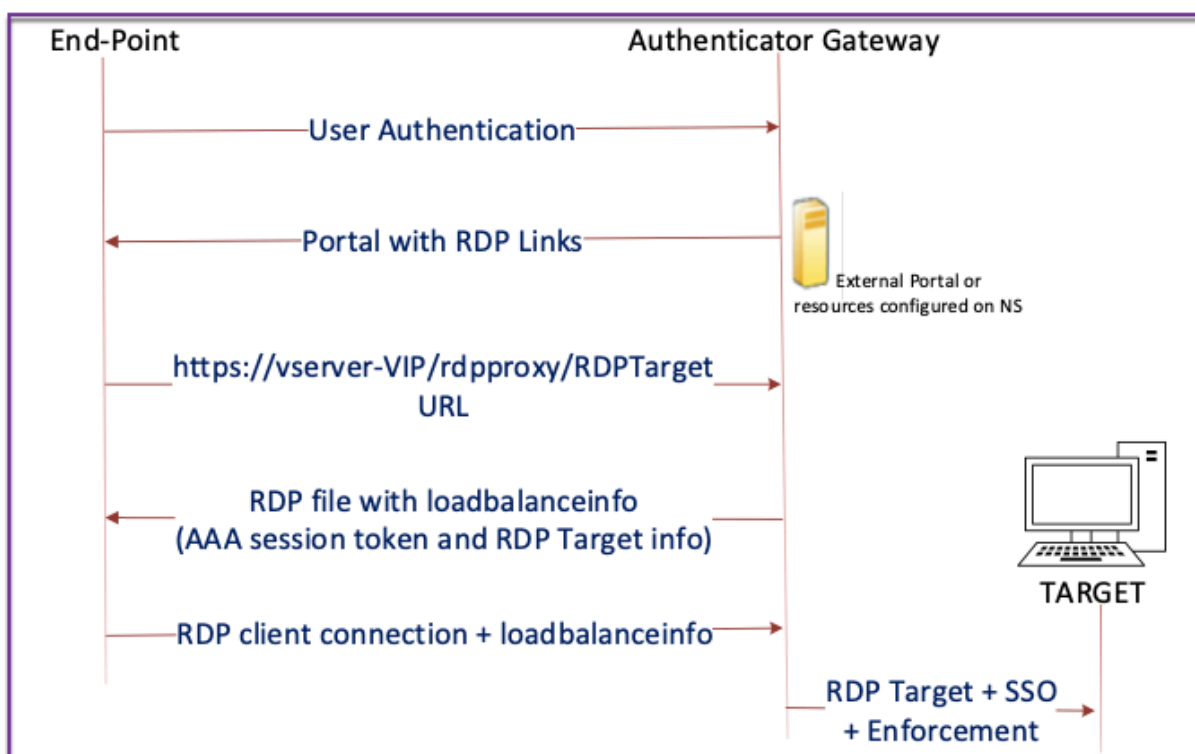 End-Point
Authenticator Gateway
User Authentication
Portal with RDP Links
External Portal or
resources configured on NS
https://vserver-VIP/rdpproxy/RDPTarget
URL
RDP file with loadbalanceinfo
(AAA session token and RDP Target info)
TARGET
RDP client connection + loadbalanceinfo
RDP Target + SSO
+ Enforcement